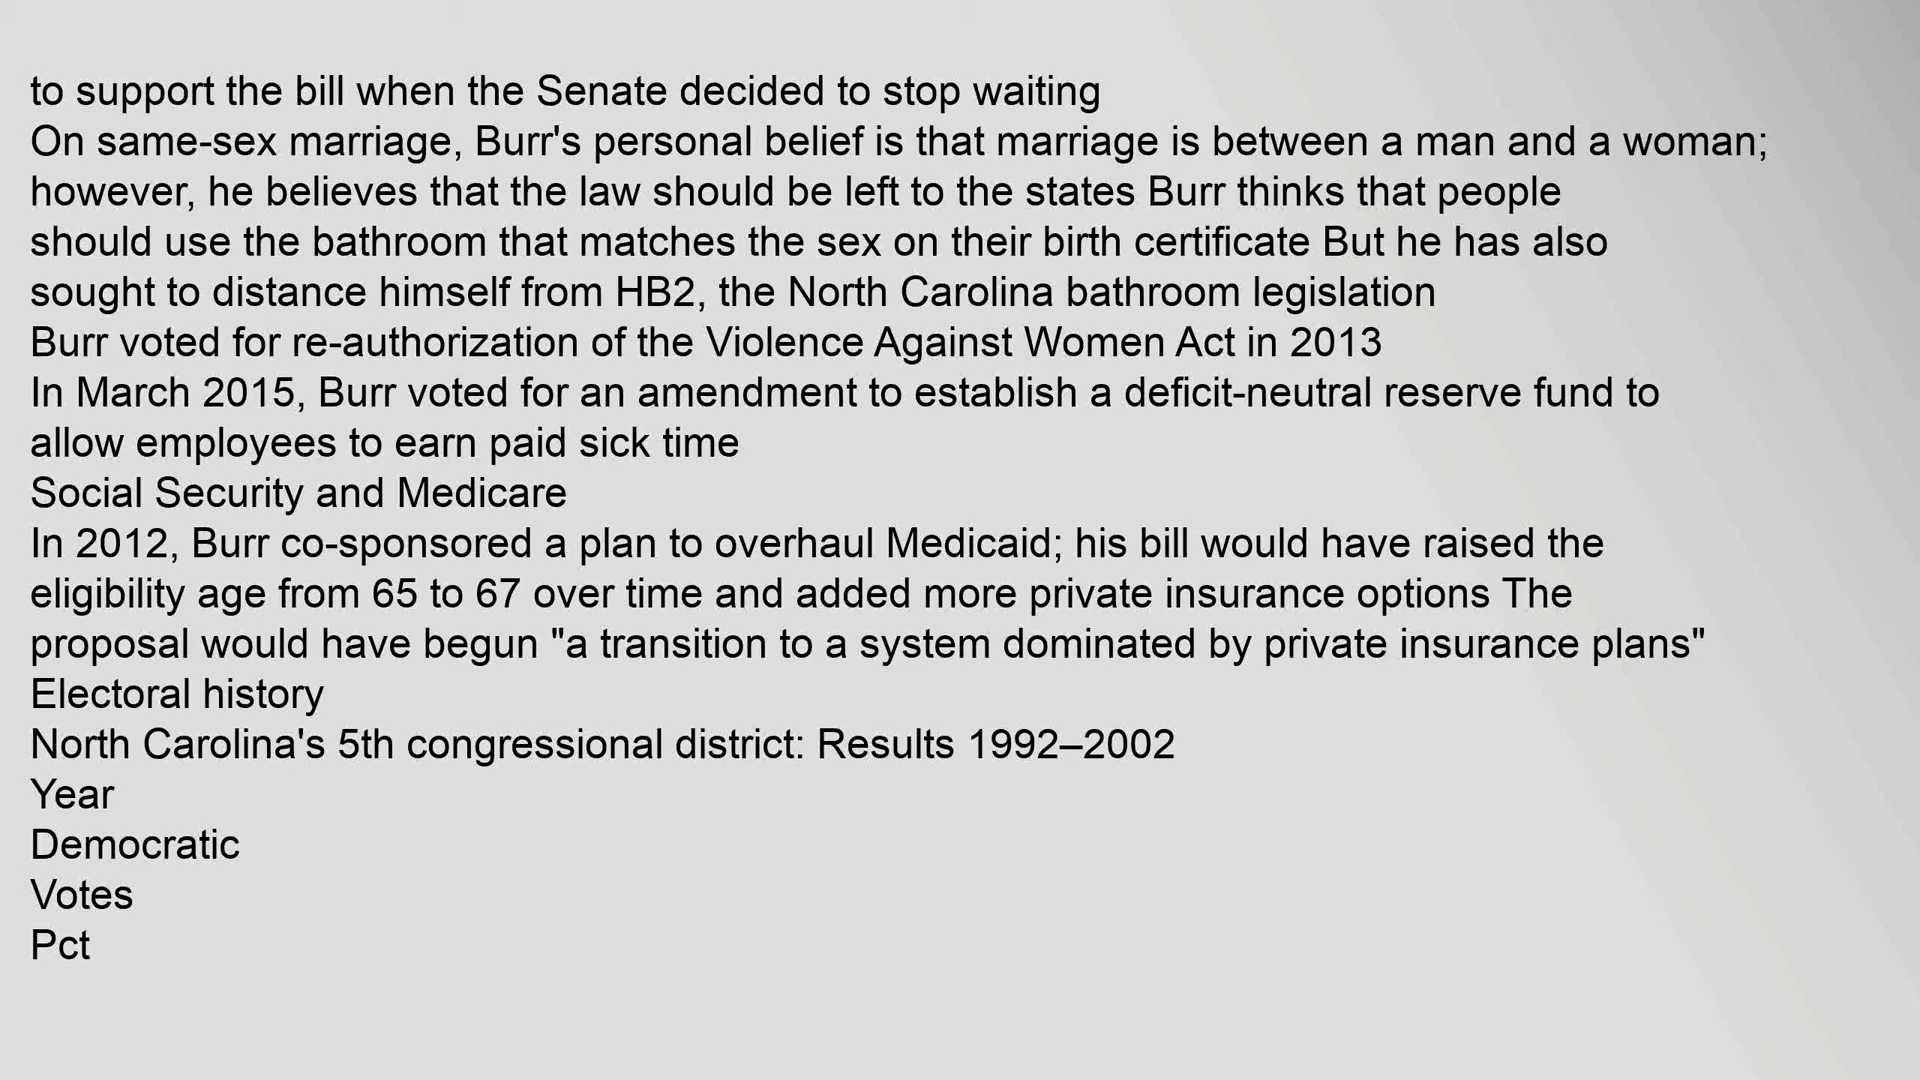 to support the bill when the Senate decided to stop waiting
On same-sex marriage, Burr's personal belief is that marriage is between a man and a woman;
however, he believes that the law should be left to the states Burr thinks that people
should use the bathroom that matches the sex on their birth certificate But he has also
sought to distance himself from HB2, the North Carolina bathroom legislation
Burr voted for re-authorization of the Violence Against Women Act in 2013
In March 2015, Burr voted for an amendment to establish a deficit-neutral reserve fund to
allow employees to earn paid sick time
Social Security and Medicare
In 2012, Burr co-sponsored a plan to overhaul Medicaid; his bill would have raised the
eligibility age from 65 to 67 over time and added more private insurance options The
proposal would have begun "a transition to a system dominated by private insurance plans"
Electoral history
North Carolina's 5th congressional district: Results 1992–2002
Year
Democratic
Votes
Pct